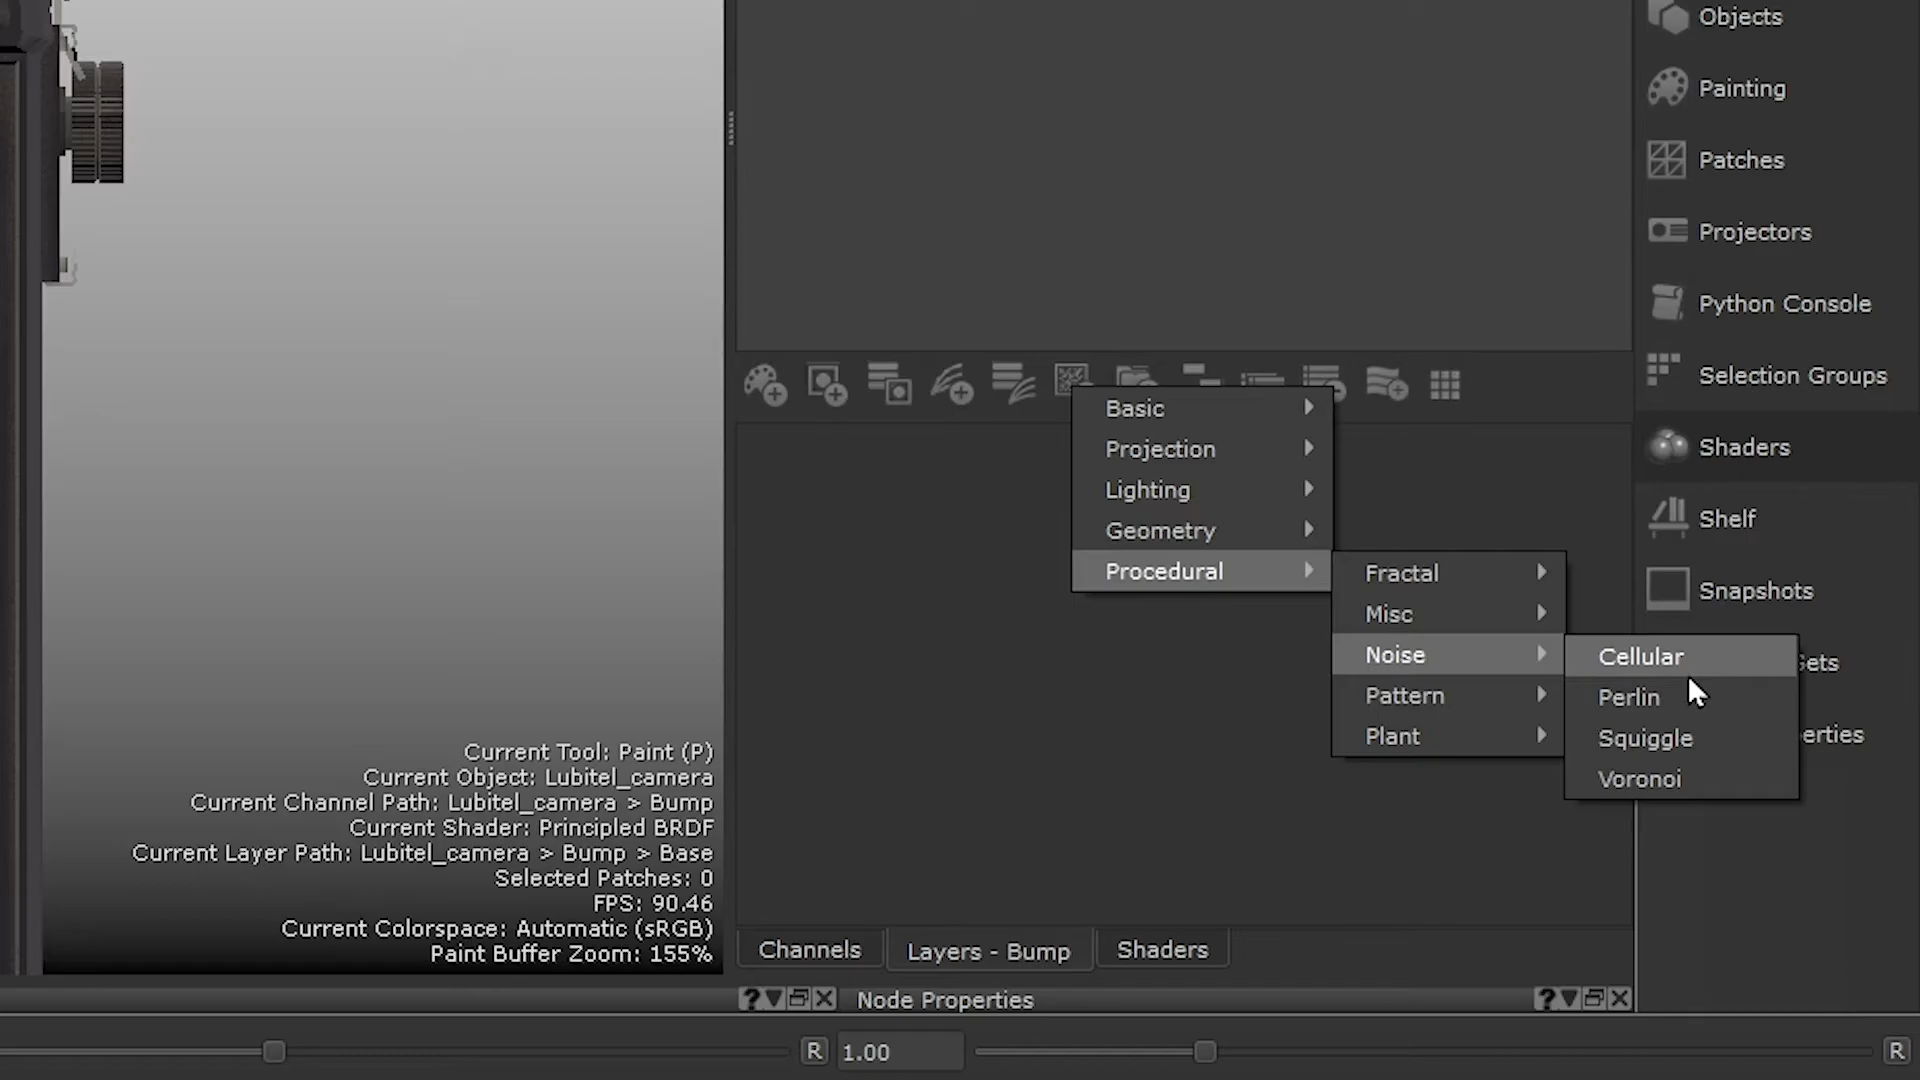 Objects
Painting
Patches
Projectors
Python Console
Selection Groups
Shaders
Shelf
Snapshots
Basic
Projection
Lighting
Geometry
Procedural
Fractal
Misc
Noise
Pattern
Plant
Cellular
Perlin
Squiggle
Voronoi
ets
erties
Current Tool: Paint (P)
Current Object: Lubitel_camera
Current Channel Path: Lubitel_camera > Bump
Current Shader: Principled BRDF
Current Layer Path: Lubitel_camera > Bump > Base
Selected Patches: 0
FPS: 90.46
Current Colorspace: Automatic (sRGB)
Paint Buffer Zoom: 155%
Channels
Layers - Bump
Shaders
? Node Properties ?
R 1.00 R